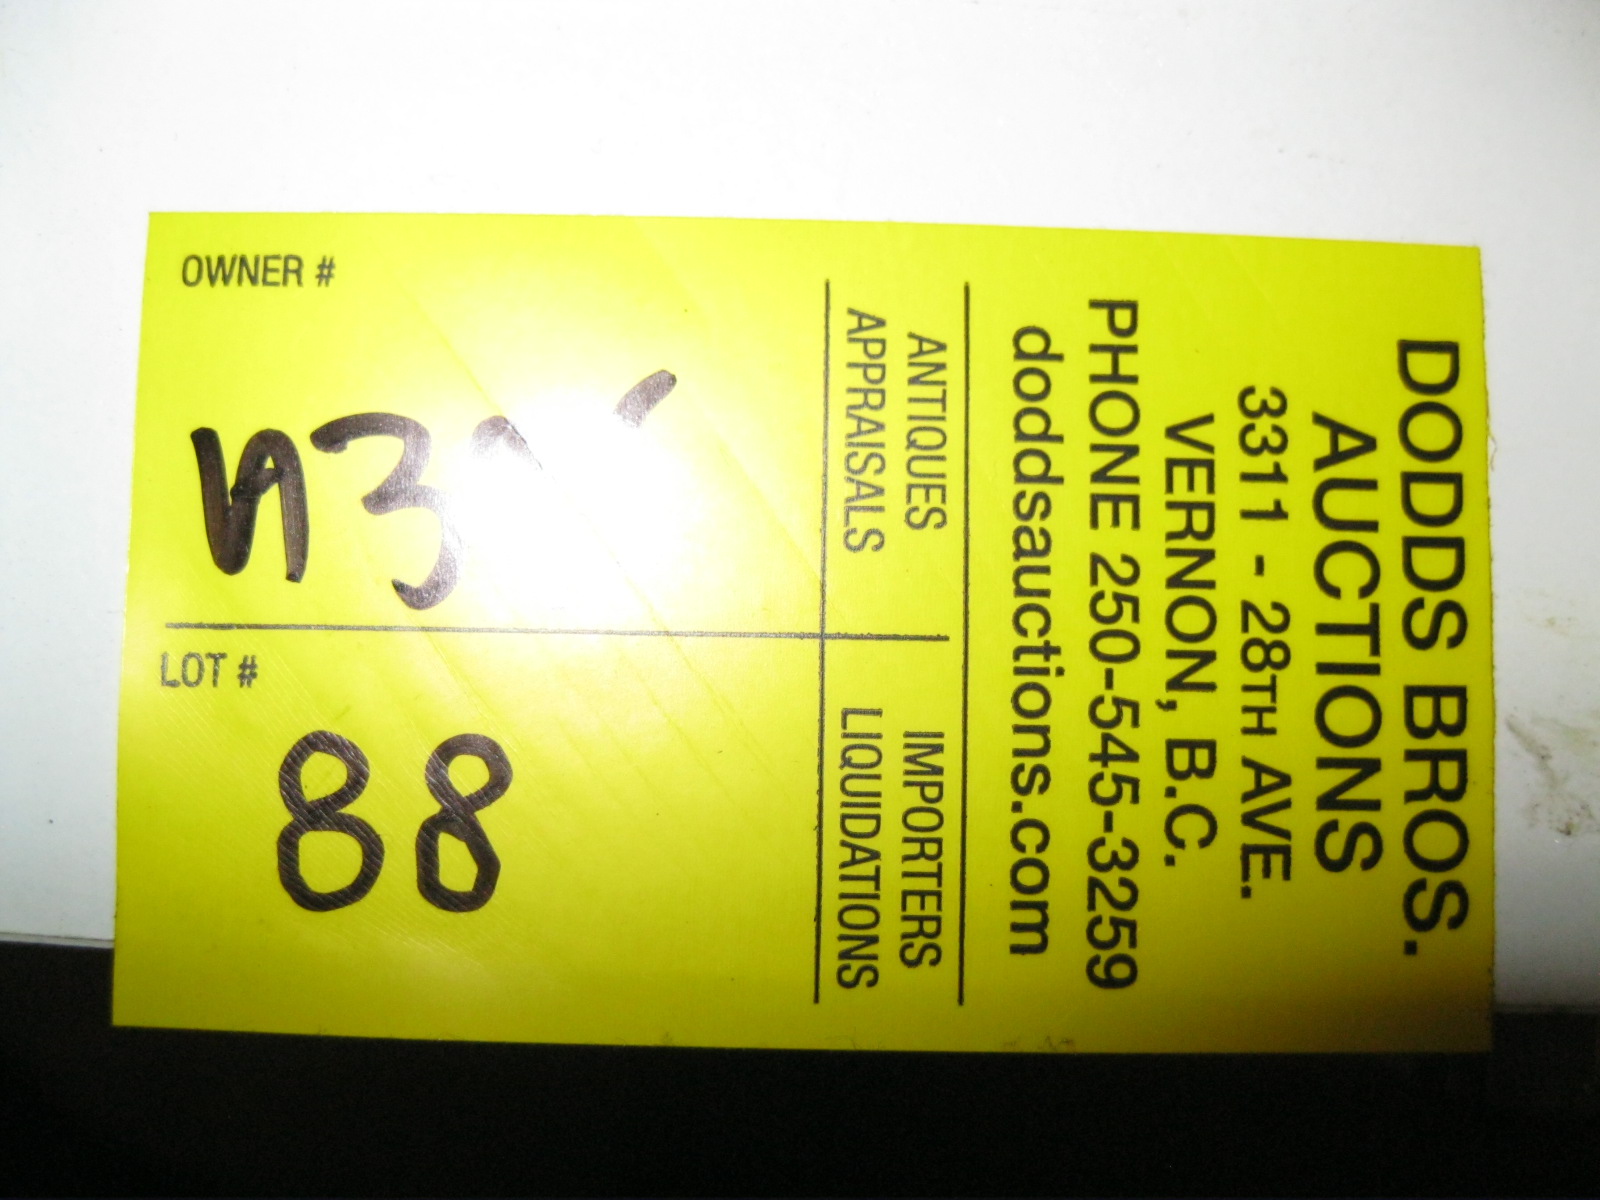 DODDS BROS.
AUCTIONS
3311 - 28TH AVE.
VERNON, B.C.
PHONE 250-545-3259
doddsauctions.com
ANTIQUES
APPRAISALS
IMPORTERS
LIQUIDATIONS
OWNER #
LOT #
88